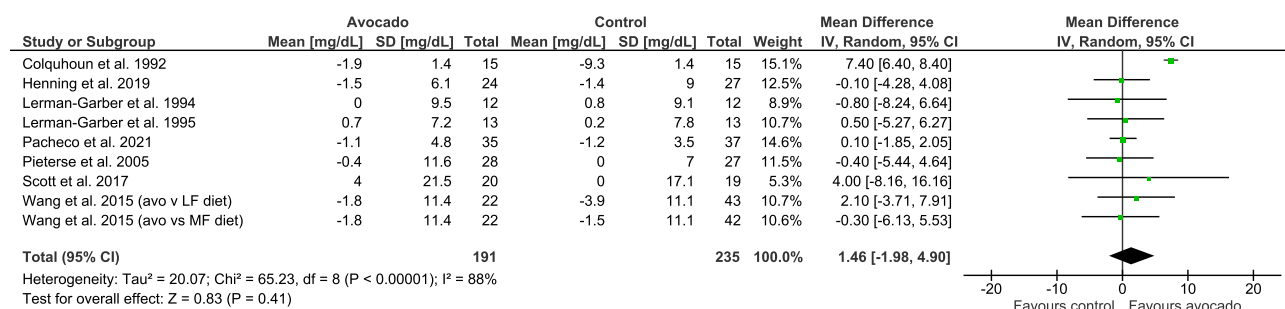 Avocado Control Mean Difference Mean Difference
Study or Subgroup Mean [mg/dL] SD [mg/dL] Total Mean [mg/dL] SD [mg/dL] Total Weight IV, Random, 95% CI IV, Random, 95% CI
Colquhoun et al. 1992 -1.9 1.4 15 -9.3 1.4 15 15.1% 7.40 [6.40, 8.40]
Henning et al. 2019 -1.5 6.1 24 -1.4 9 27 12.5% -0.10 [-4.28, 4.08]
Lerman-Garber et al. 1994 0 9.5 12 0.8 9.1 12 8.9% -0.80 [-8.24, 6.64]
Lerman-Garber et al. 1995 0.7 7.2 13 0.2 7.8 13 10.7% 0.50 [-5.27, 6.27]
Pacheco et al. 2021 -1.1 4.8 35 -1.2 3.5 37 14.6% 0.10 [-1.85, 2.05]
Pieterse et al. 2005 -0.4 11.6 28 0 7 27 11.5% -0.40 [-5.44, 4.64]
Scott et al. 2017 4 21.5 20 0 17.1 19 5.3% 4.00 [-8.16, 16.16]
Wang et al. 2015 (avo v LF diet) -1.8 11.4 22 -3.9 11.1 43 10.7% 2.10 [-3.71, 7.91]
Wang et al. 2015 (avo vs MF diet) -1.8 11.4 22 -1.5 11.1 42 10.6% -0.30 [-6.13, 5.53]
Total (95% CI) 191 235 100.0% 1.46 [-1.98, 4.90]
Heterogeneity: Tau² = 20.07; Chi² = 65.23, df = 8 (P < 0.00001); I² = 88%
Test for overall effect: Z = 0.83 (P = 0.41)
-20 -10 0 10 20
Favours control Favours avocado